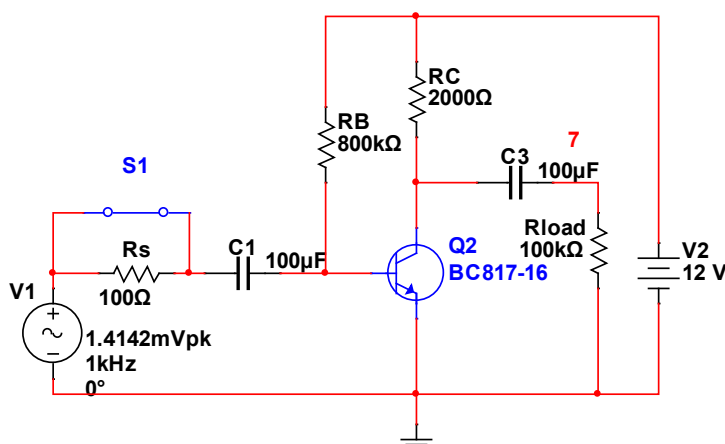 RC
2000Ω
RB
800kΩ
7
C3
100µF
S1
Rload
100kΩ
Q2
BC817-16
V2
12 V
Rs
100Ω
C1
100µF
V1
1.4142mVpk
1kHz
0°